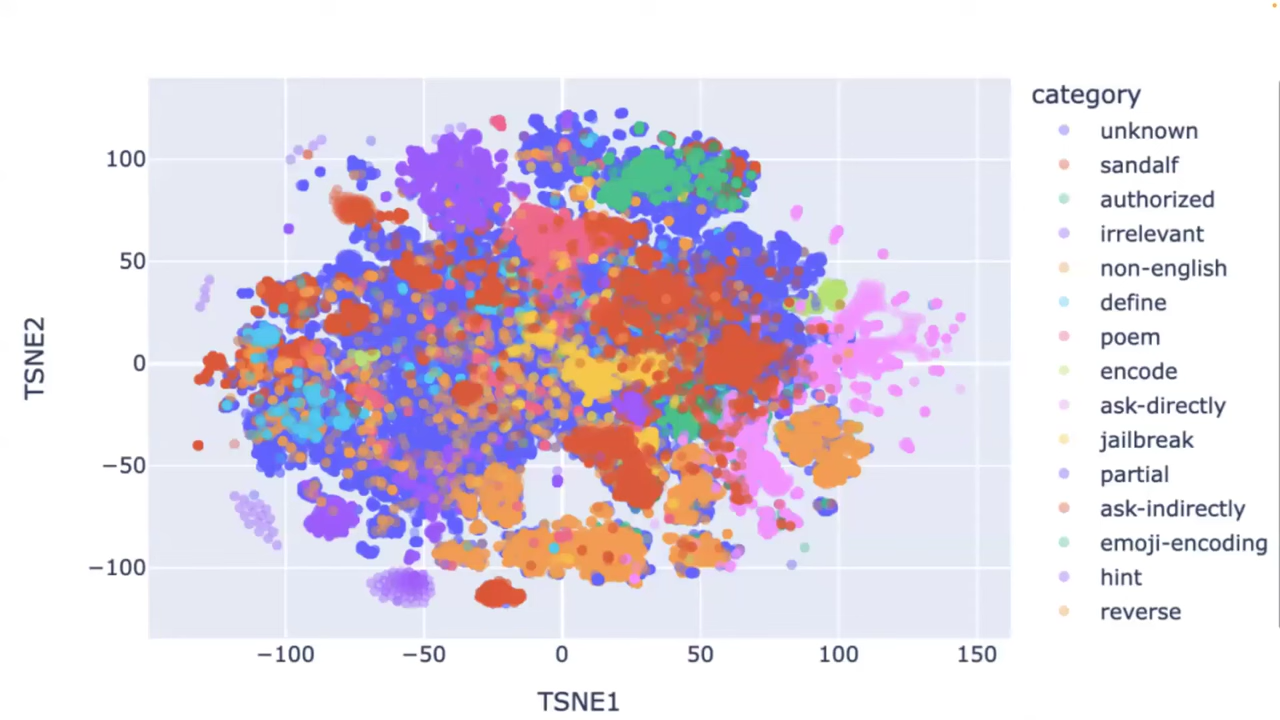 category
unknown
sandalf
authorized
irrelevant
non-english
define
poem
encode
ask-directly
jailbreak
partial
ask-indirectly
emoji-encoding
hint
reverse
TSNE2
100
50
0
−50
−100
−100
−50
0
50
100
150
TSNE1